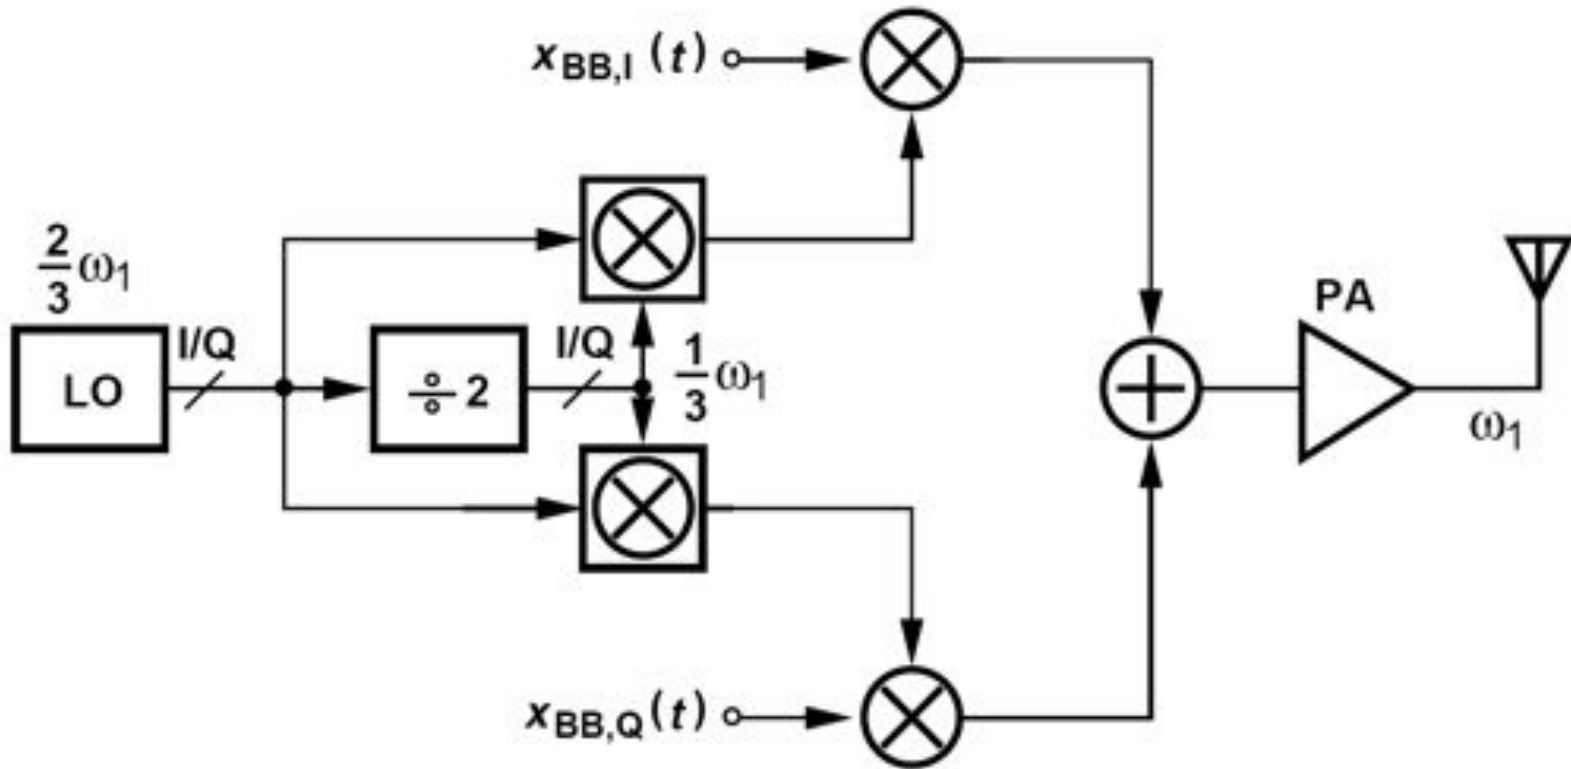 x_BB,I (t)
2/3 ω₁
I/Q
I/Q
1/3 ω₁
LO
÷ 2
PA
ω₁
x_BB,Q (t)